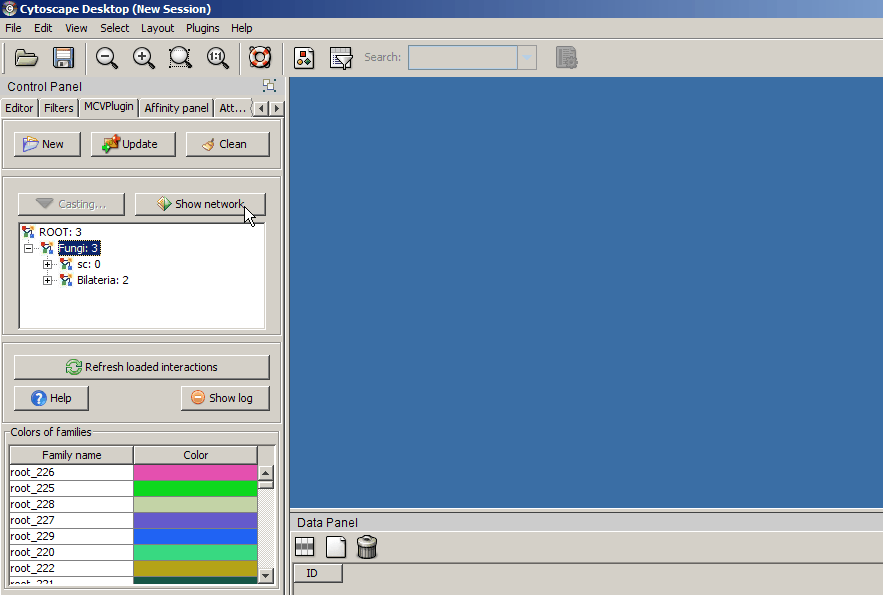 Cytoscape Desktop (New Session)
File Edit View Select Layout Plugins Help
1:1 Search:
Control Panel
Editor Filters MCVPlugin Affinity panel Att...
New Update Clean
Casting... Show network
ROOT: 3
Fungi: 3
sc: 0
Bilateria: 2
Refresh loaded interactions
Help Show log
Colors of families
Family name Color
root_226
root_225
root_228
root_227
root_229
root_220
root_222
root_221
Data Panel
ID